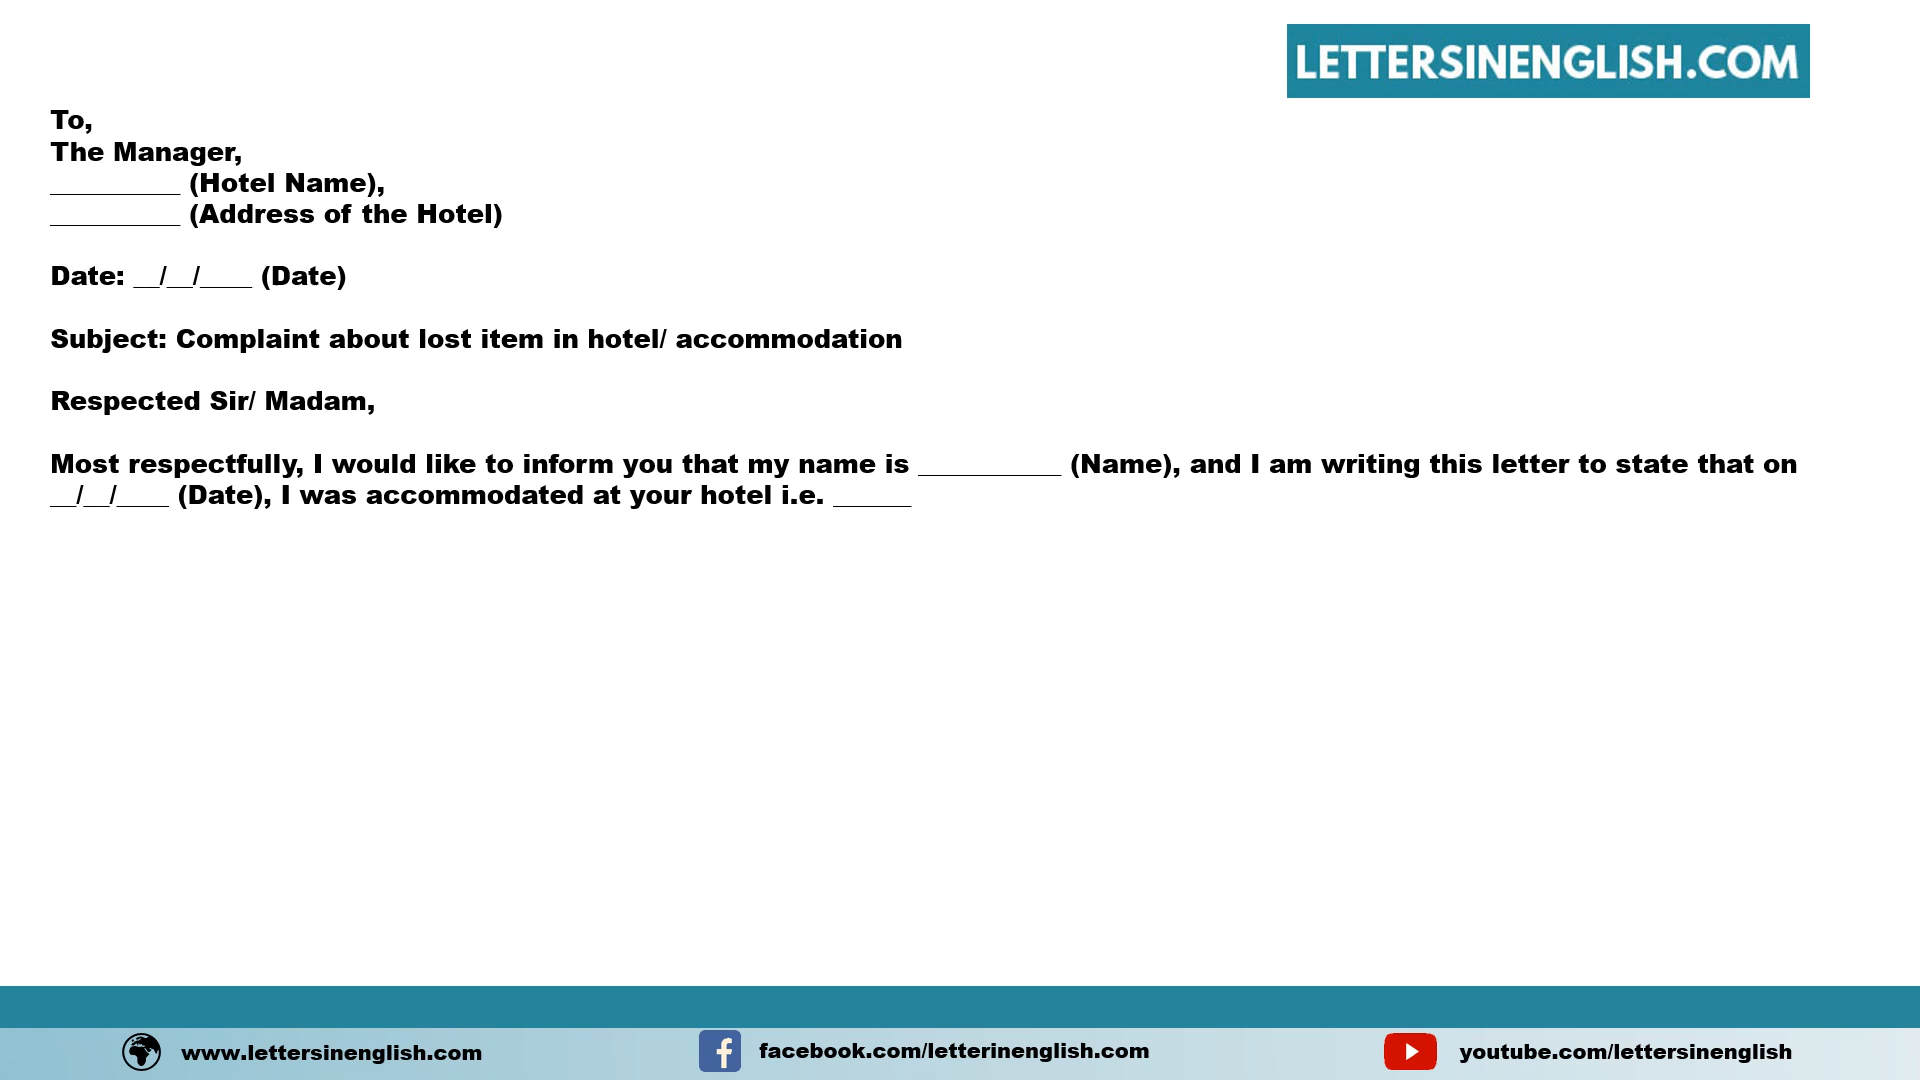 LETTERSINENGLISH.COM
To,
The Manager,
__________ (Hotel Name),
__________ (Address of the Hotel)
Date: __/__/____ (Date)
Subject: Complaint about lost item in hotel/ accommodation
Respected Sir/ Madam,
Most respectfully, I would like to inform you that my name is ___________ (Name), and I am writing this letter to state that on
__/__/____ (Date), I was accommodated at your hotel i.e. ______
www.lettersinenglish.com
facebook.com/letterinenglish.com
youtube.com/lettersinenglish